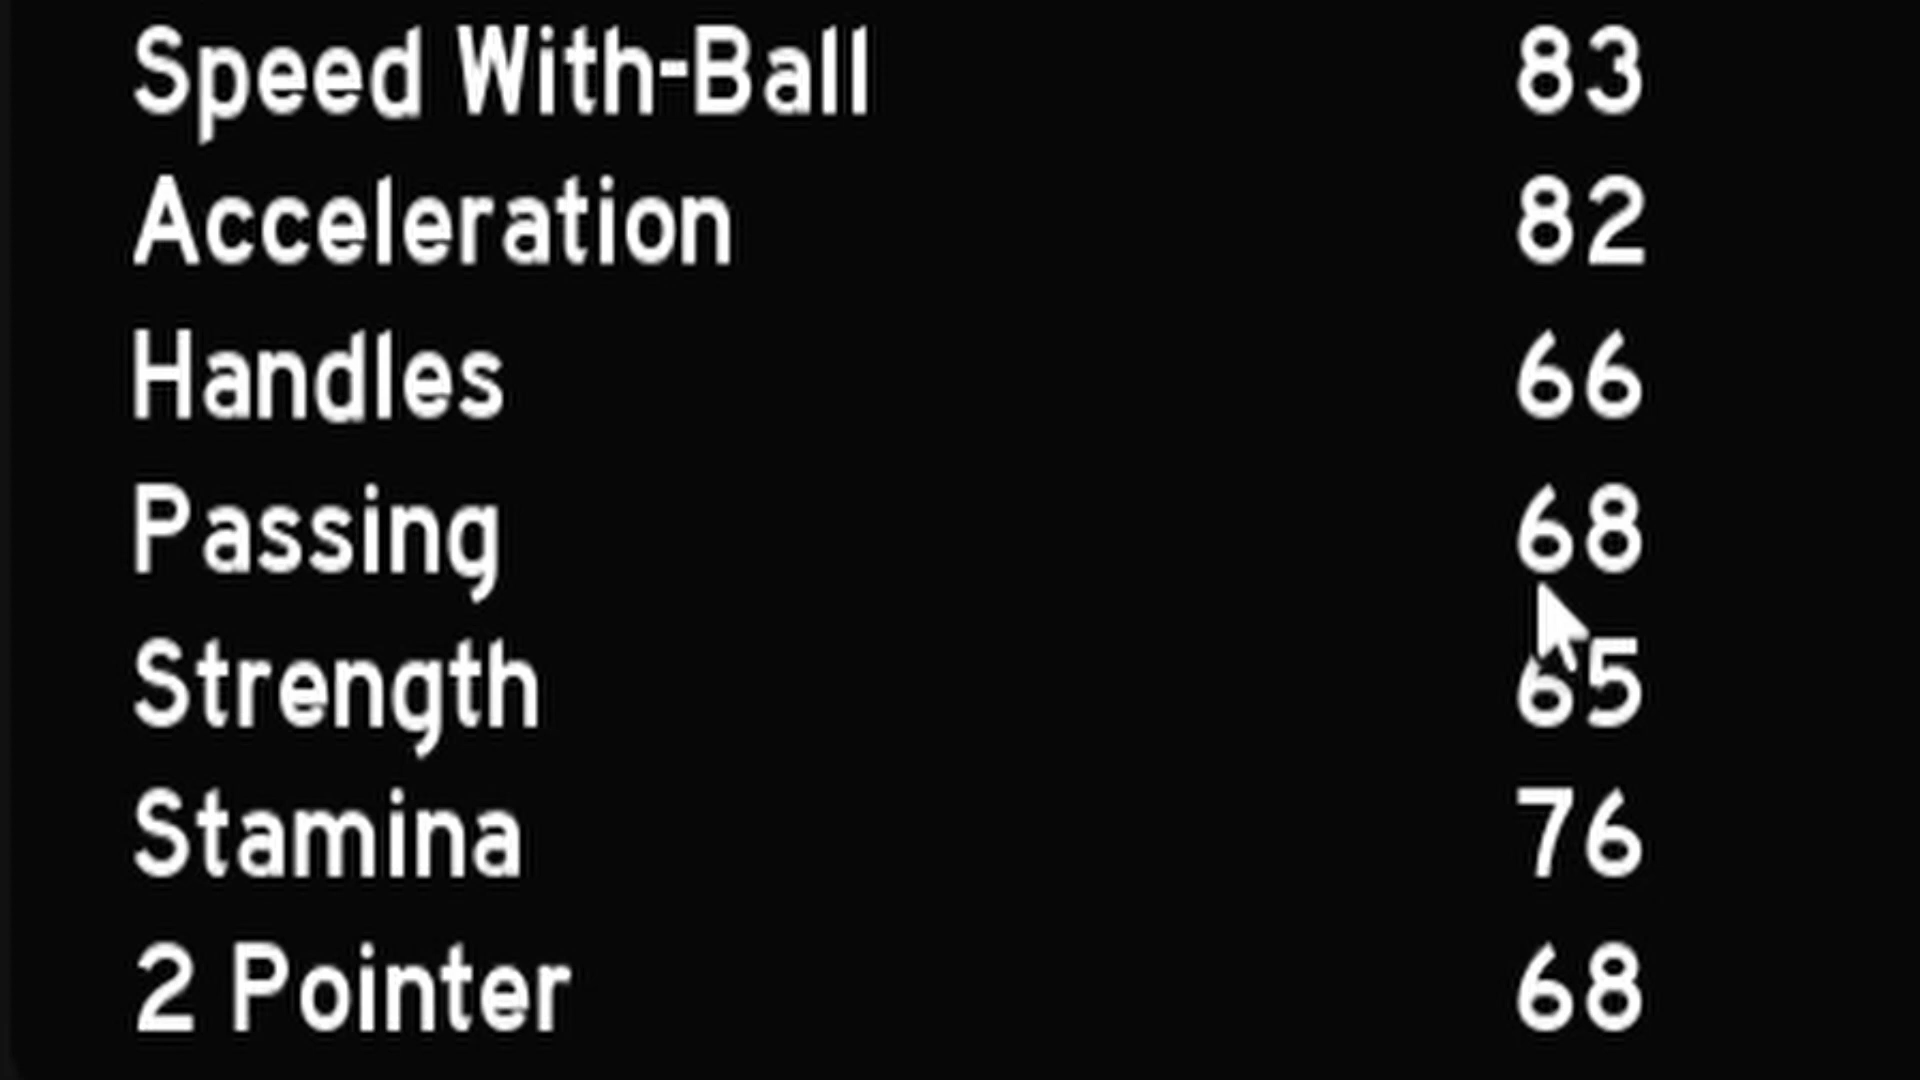 Speed With-Ball 83
Acceleration 82
Handles 66
Passing 68
Strength 65
Stamina 76
2 Pointer 68